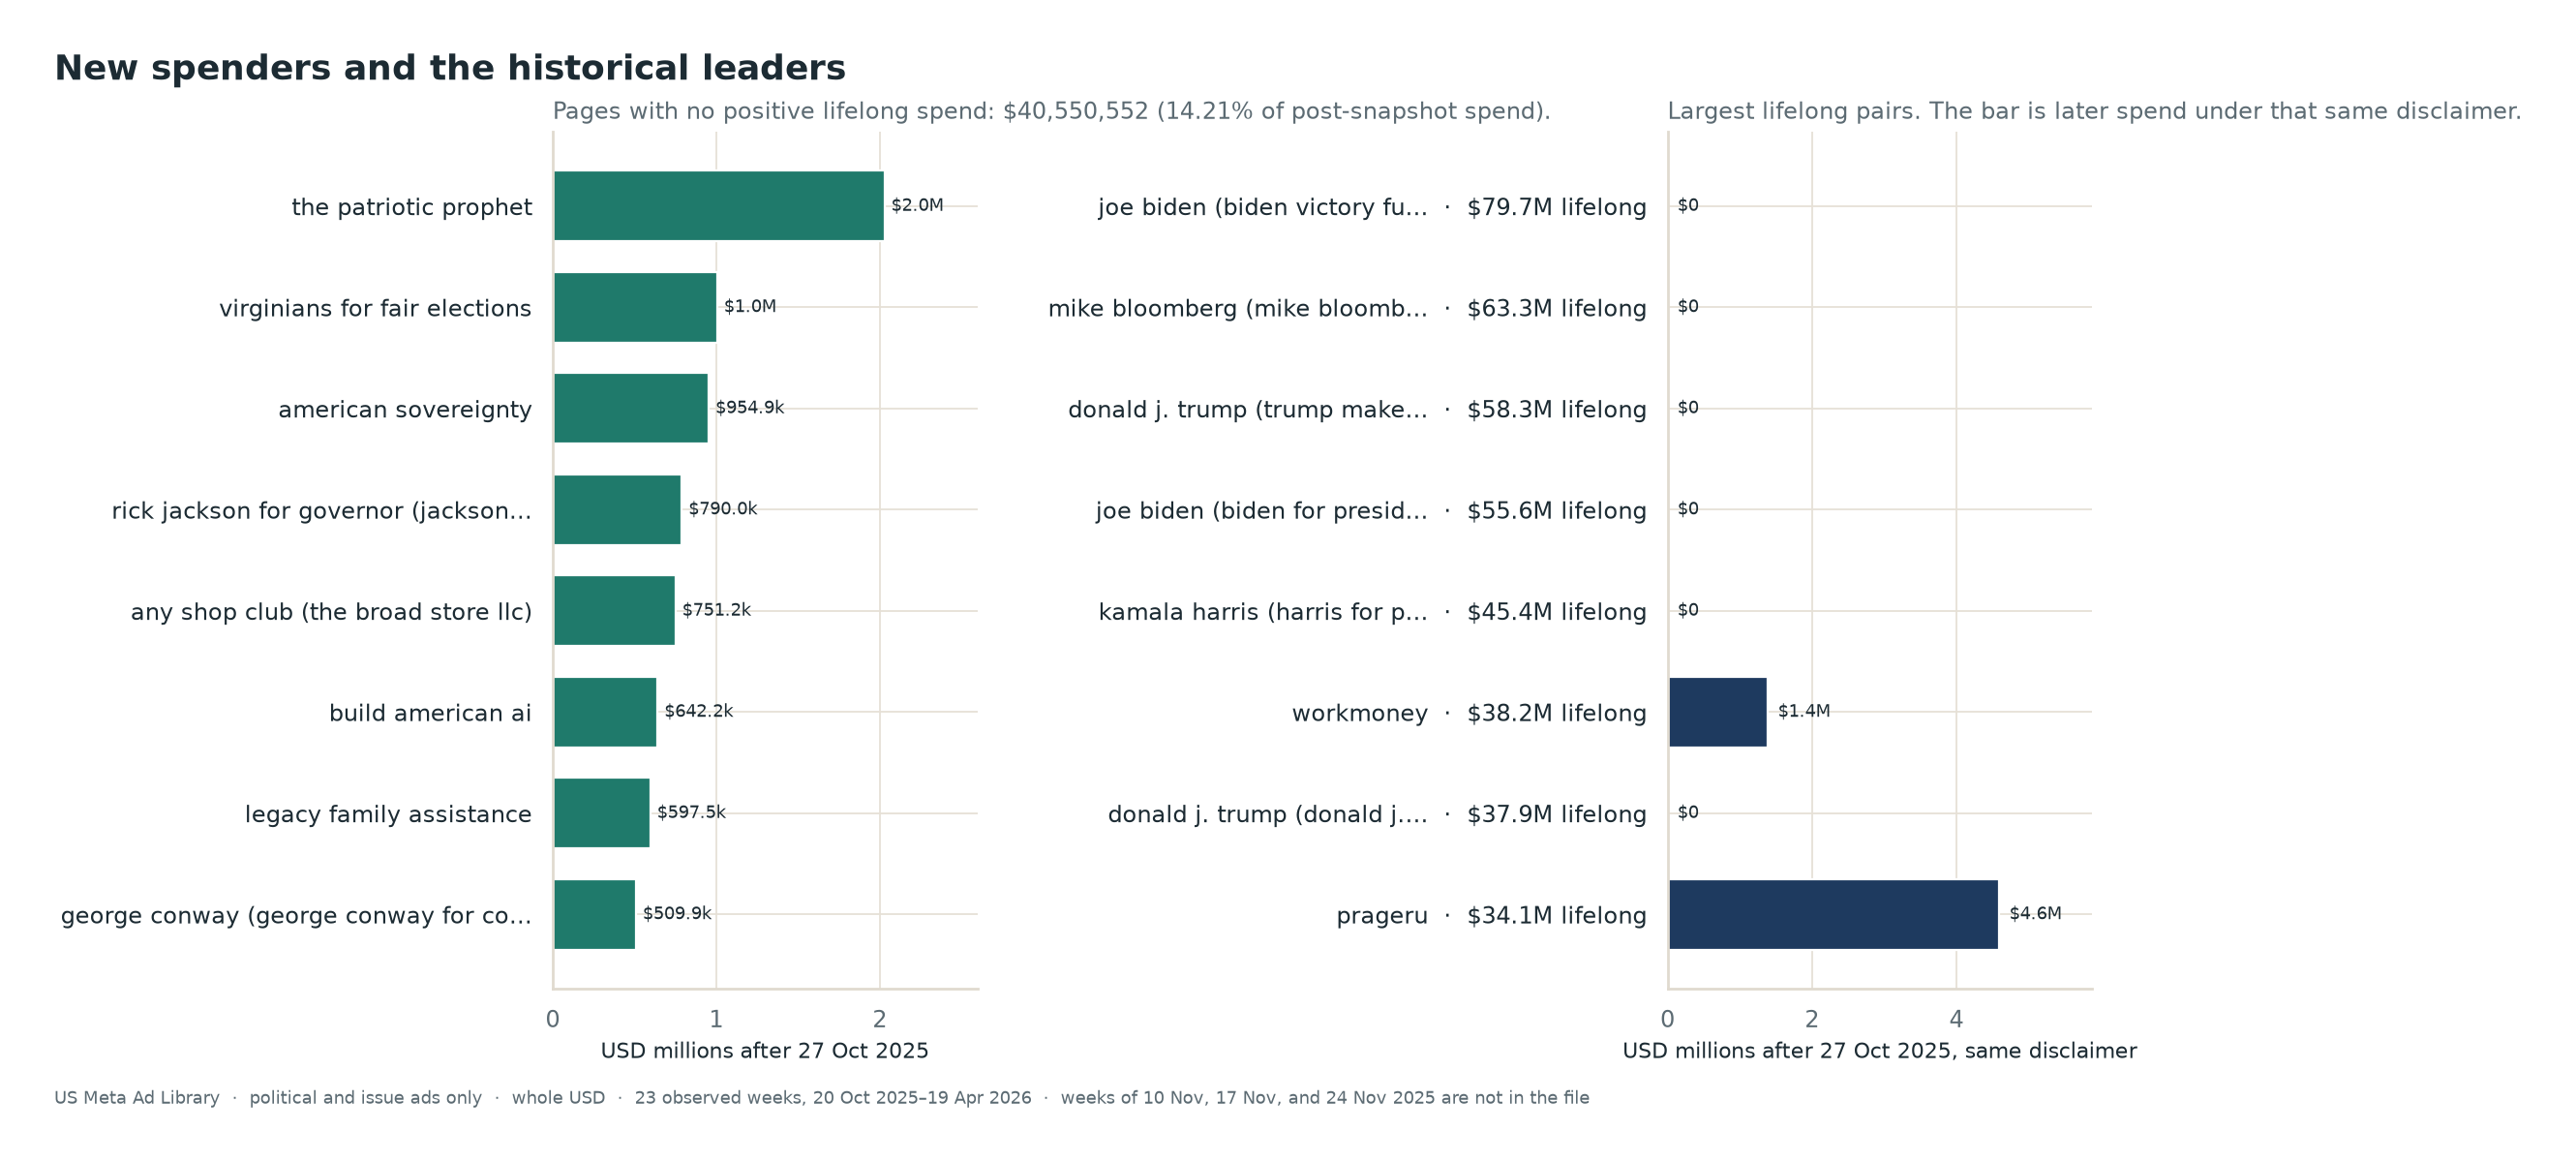 New spenders and the historical leaders
Pages with no positive lifelong spend: $40,550,552 (14.21% of post-snapshot spend).
the patriotic prophet $2.0M
virginians for fair elections $1.0M
american sovereignty $954.9k
rick jackson for governor (jackson… $790.0k
any shop club (the broad store llc) $751.2k
build american ai $642.2k
legacy family assistance $597.5k
george conway (george conway for co… $509.9k
0 1 2
USD millions after 27 Oct 2025
Largest lifelong pairs. The bar is later spend under that same disclaimer.
joe biden (biden victory fu… · $79.7M lifelong $0
mike bloomberg (mike bloomb… · $63.3M lifelong $0
donald j. trump (trump make… · $58.3M lifelong $0
joe biden (biden for presid… · $55.6M lifelong $0
kamala harris (harris for p… · $45.4M lifelong $0
workmoney · $38.2M lifelong $1.4M
donald j. trump (donald j.… · $37.9M lifelong $0
prageru · $34.1M lifelong $4.6M
0 2 4
USD millions after 27 Oct 2025, same disclaimer
US Meta Ad Library · political and issue ads only · whole USD · 23 observed weeks, 20 Oct 2025–19 Apr 2026 · weeks of 10 Nov, 17 Nov, and 24 Nov 2025 are not in the file